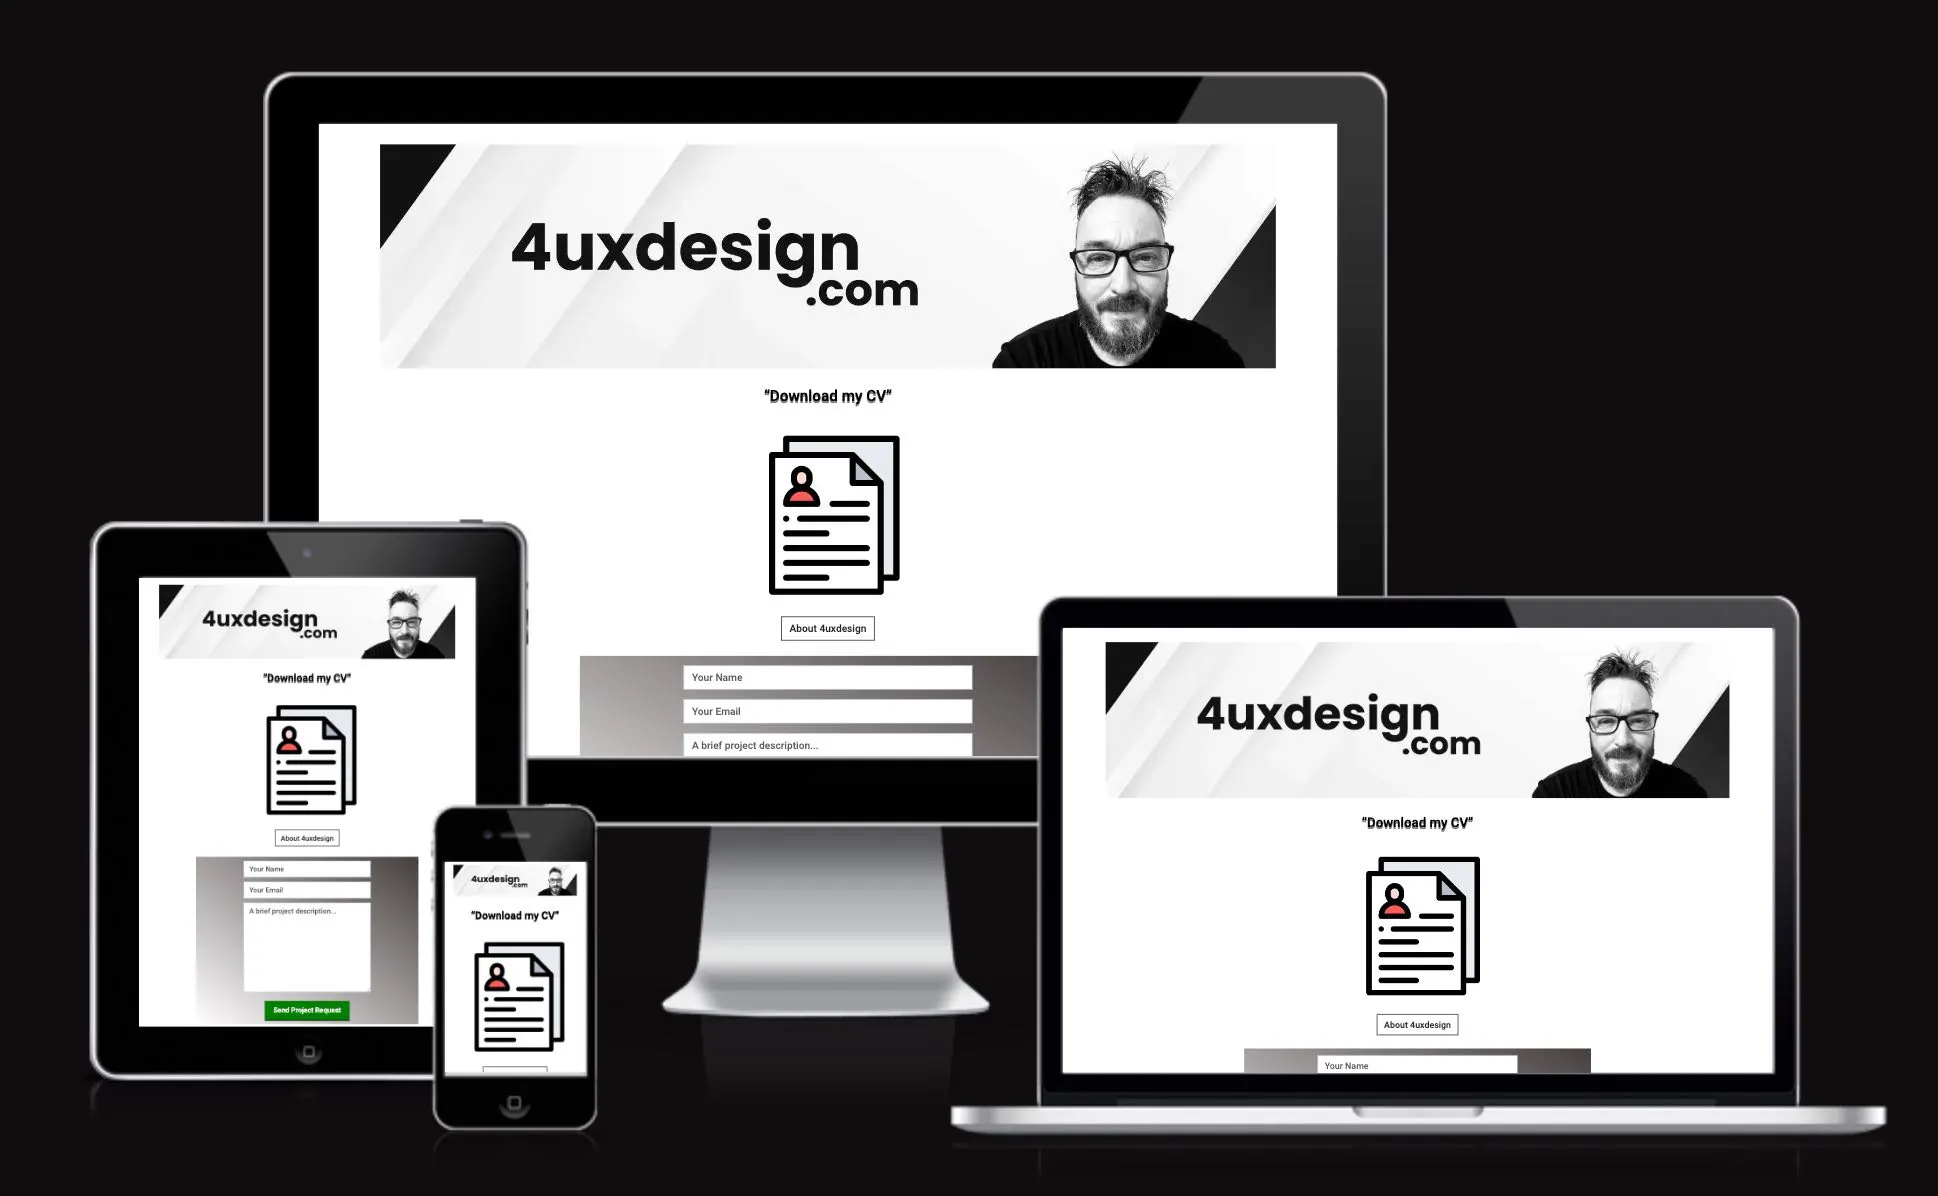 4uxdesign
.com
“Download my CV”
About 4uxdesign
Your Name
Your Email
A brief project description...
4uxdesign
.com
“Download my CV”
About 4uxdesign
Your Name
Your Email
A brief project description...
Send Project Request
4uxdesign
.com
“Download my CV”
4uxdesign
.com
“Download my CV”
About 4uxdesign
Your Name